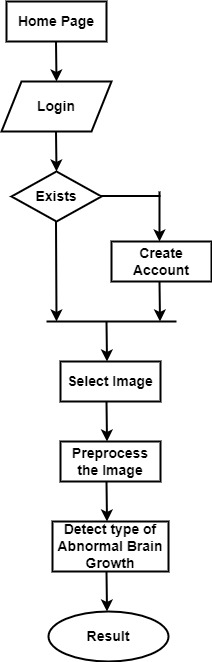 Home Page
Login
Exists
Create
Account
Select Image
Preprocess
the Image
Detect type of
Abnormal Brain
Growth
Result